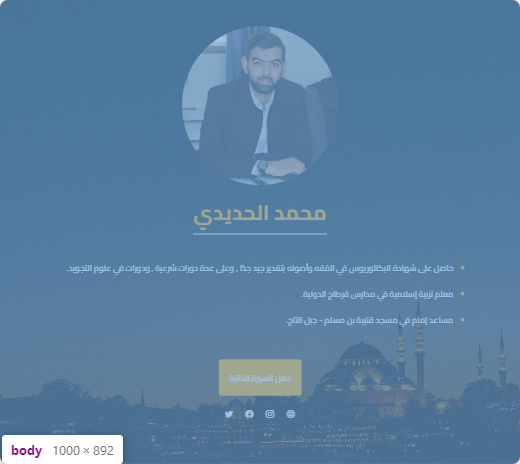 محمد الحديدي
حاصل على شهادة البكالوريوس في الفقه وأصوله بتقدير جيد جدًا , وعلى عدة دورات شرعية , ودورات في علوم التجويد.
معلم تربية إسلامية في مدارس قرطاج الدولية.
مساعد إمام في مسجد قتيبة بن مسلم - جبل التاج.
حمل السيرة الذاتية
body 1000 × 892